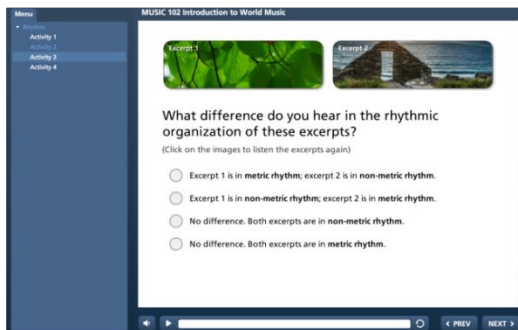 Menu
MUSIC 102 Introduction to World Music
Rhythm
Activity 1
Activity 2
Activity 3
Activity 4
Excerpt 1
Excerpt 2
What difference do you hear in the rhythmic
organization of these excerpts?
(Click on the images to listen the excerpts again)
Excerpt 1 is in metric rhythm; excerpt 2 is in non-metric rhythm.
Excerpt 1 is in non-metric rhythm; excerpt 2 is in metric rhythm.
No difference. Both excerpts are in non-metric rhythm.
No difference. Both excerpts are in metric rhythm.
< PREV
NEXT >